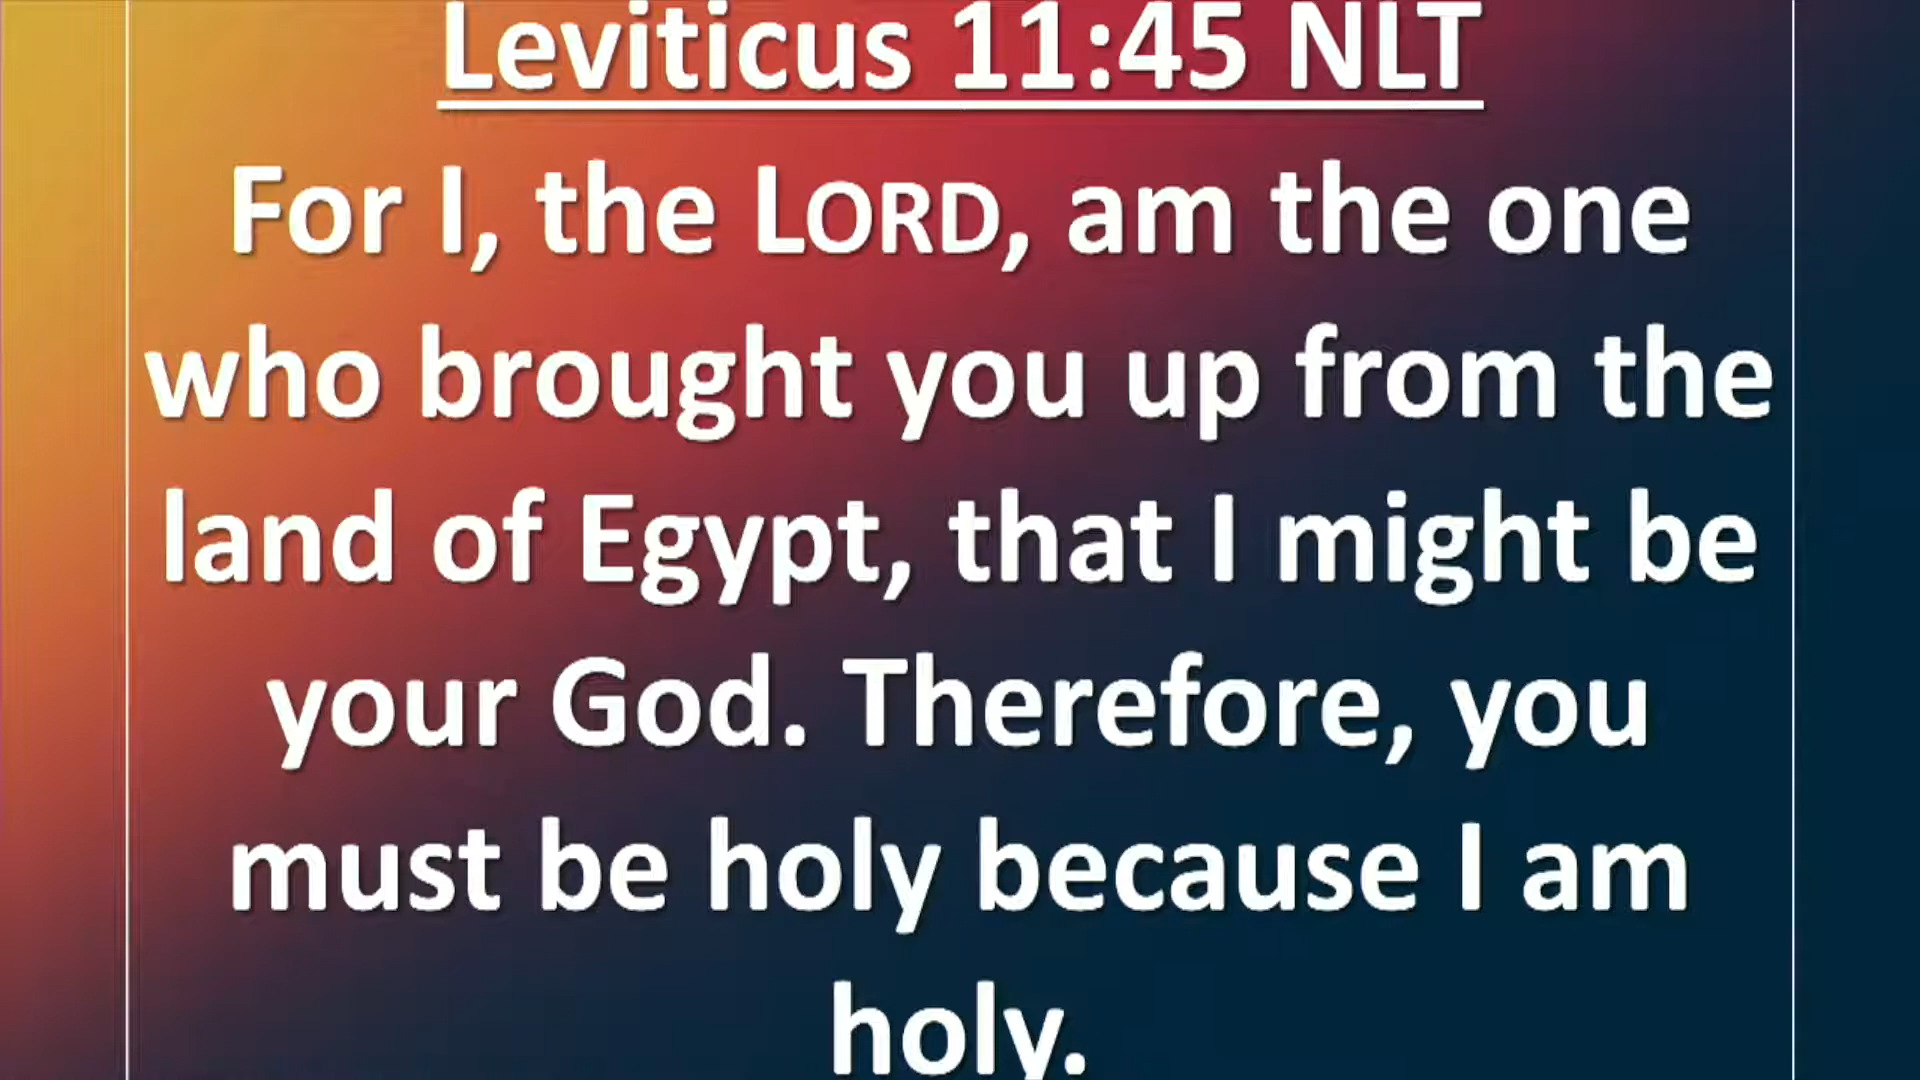 Leviticus 11:45 NLT
For I, the LORD, am the one
who brought you up from the
land of Egypt, that I might be
your God. Therefore, you
must be holy because I am
holy.